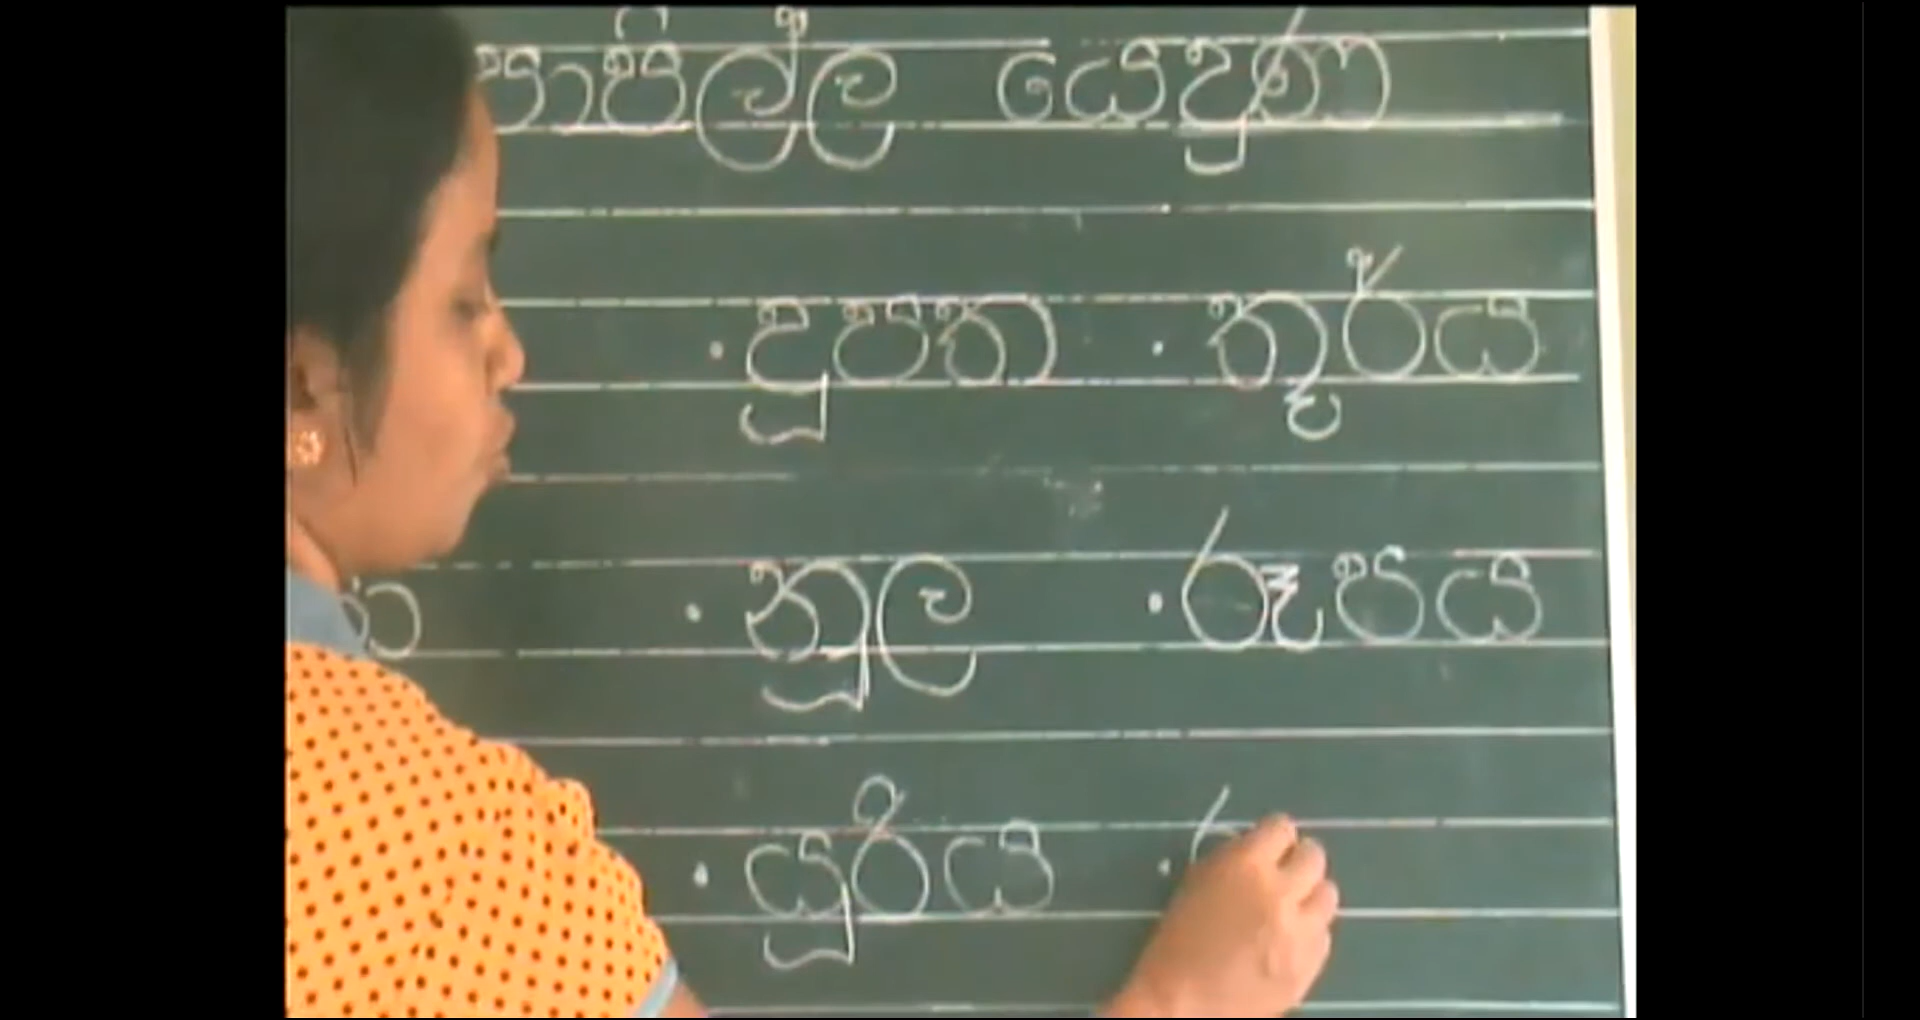 පාපිල්ල යෙදුණ
· දූපත · තූර්ය
· නූල · රූපය
· යූරිය ·